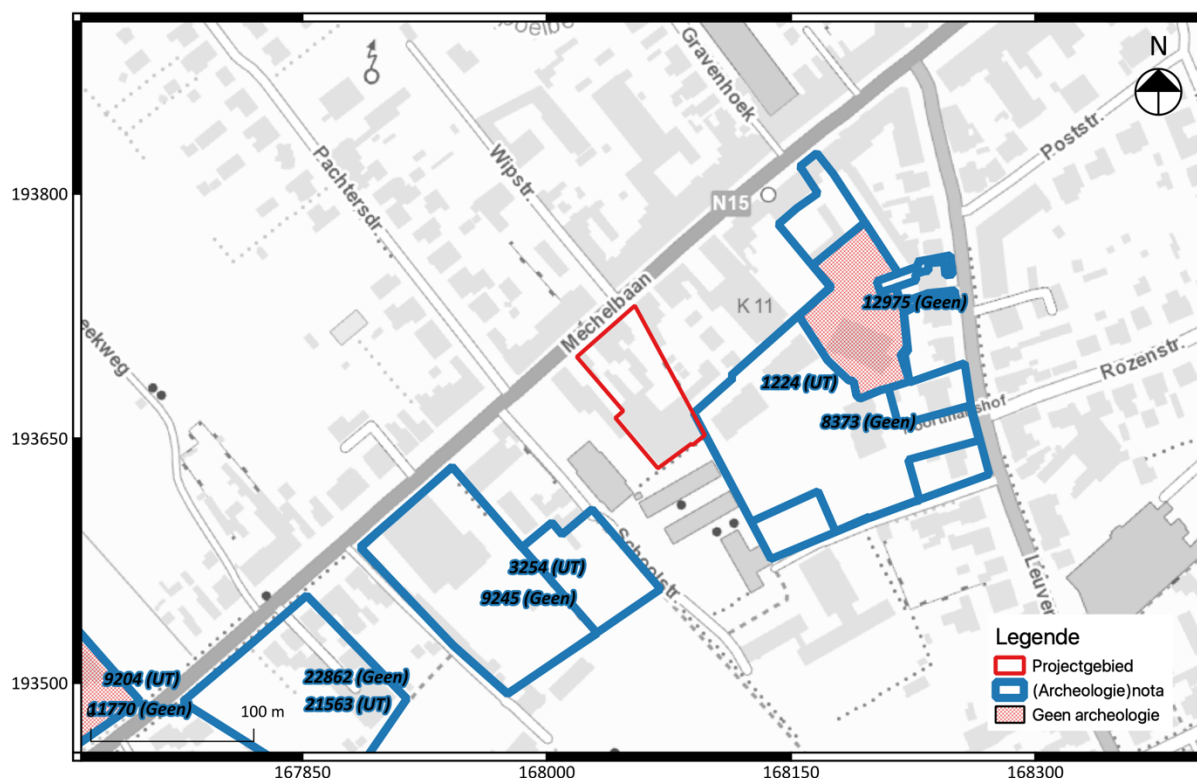 N
Gravenhoek
Poststr.
Pachtersdr.
Wipstr.
193800
N15
Mechelbaan
K 11
12975 (Geen)
1224 (UT)
Rozenstr.
8373 (Geen)
193650
Schoolstr.
3254 (UT)
9245 (Geen)
Legende
Projectgebied
(Archeologie)nota
Geen archeologie
9204 (UT)
22862 (Geen)
193500
11770 (Geen)
21563 (UT)
100 m
167850
168000
168150
168300